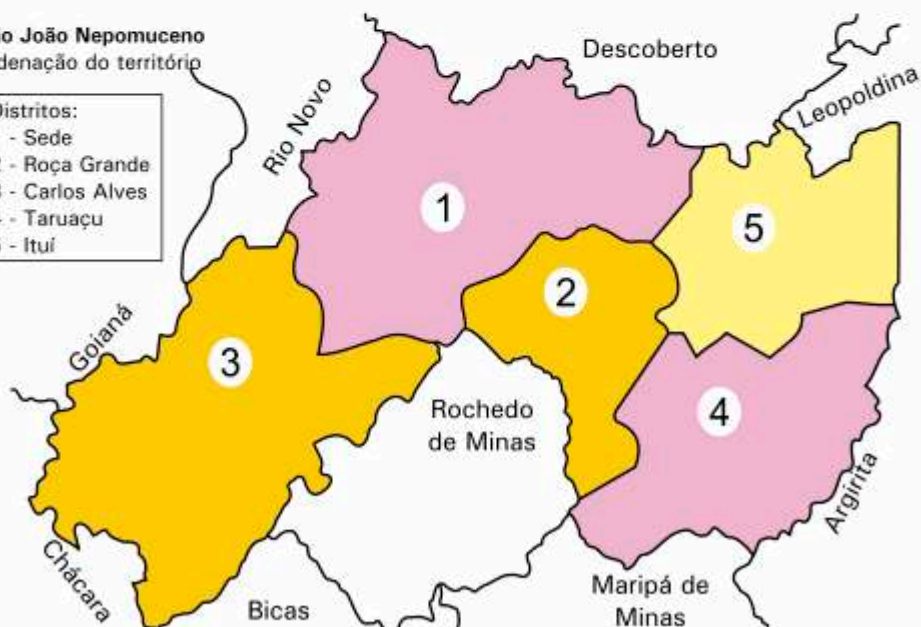 io João Nepomuceno
denação do território
Distritos:
- Sede
- Roça Grande
- Carlos Alves
- Taruaçu
- Ituí
Descoberto
Leopoldina
Rio Novo
1
5
2
Goianá
3
Rochedo
de Minas
4
Argirita
Chácara
Bicas
Maripá de
Minas